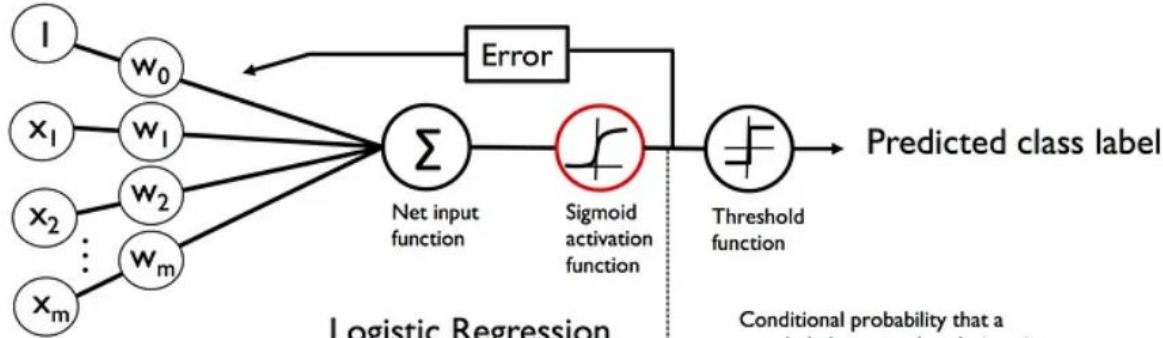 1
w0
Error
x1
w1
Σ
Predicted class label
x2
w2
Net input
function
Sigmoid
activation
function
Threshold
function
wm
xm
Logistic Regression
Conditional probability that a